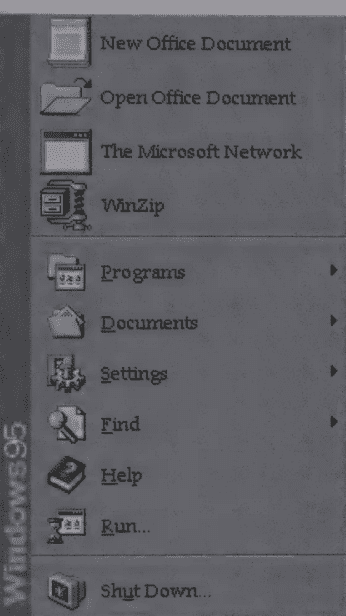 New Office Document
Open Office Document
The Microsoft Network
WinZip
Programs
Documents
Settings
Find
Help
Run...
Shut Down...
Windows95